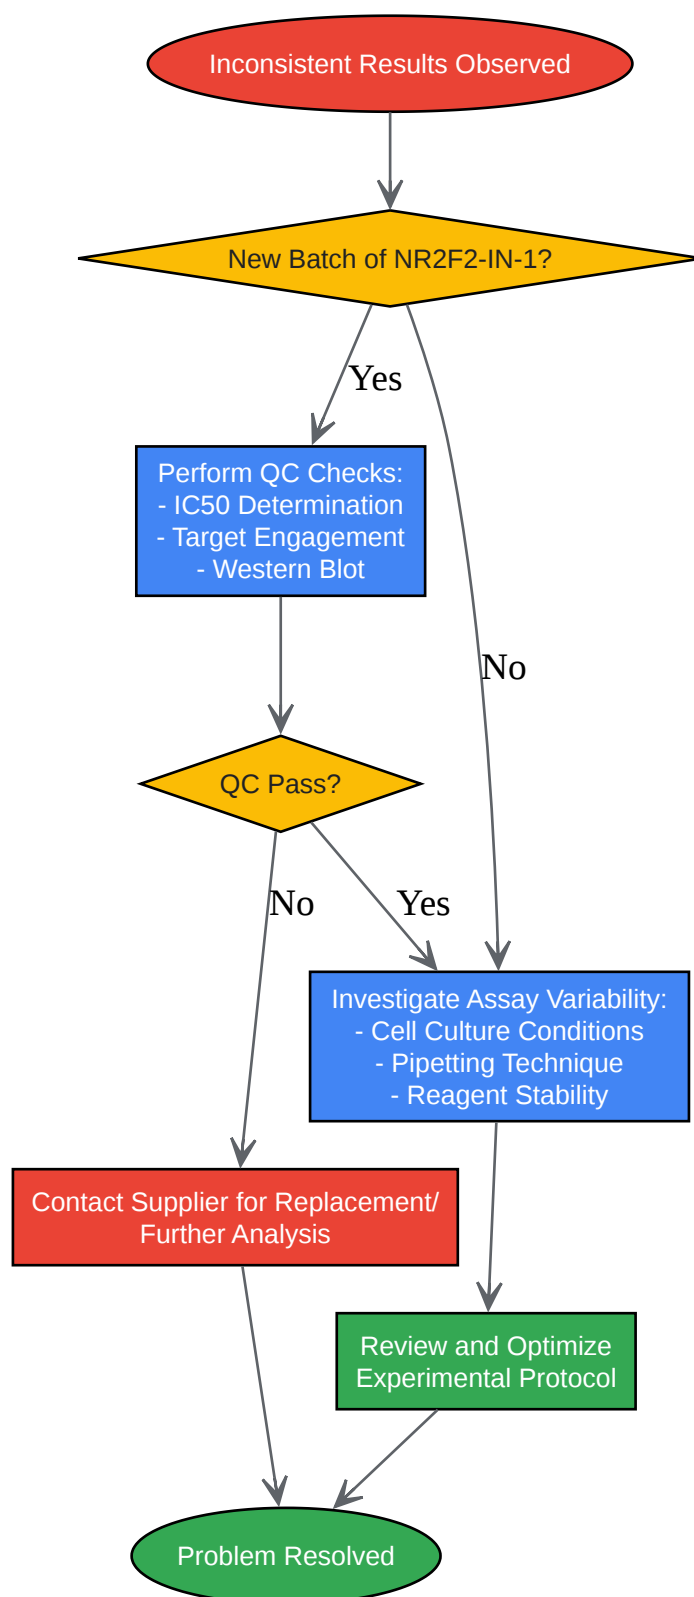 Inconsistent Results Observed
New Batch of NR2F2-IN-1?
Yes
Perform QC Checks:
- IC50 Determination
- Target Engagement
- Western Blot
No
QC Pass?
No
Yes
Investigate Assay Variability:
- Cell Culture Conditions
- Pipetting Technique
- Reagent Stability
Contact Supplier for Replacement/
Further Analysis
Review and Optimize
Experimental Protocol
Problem Resolved